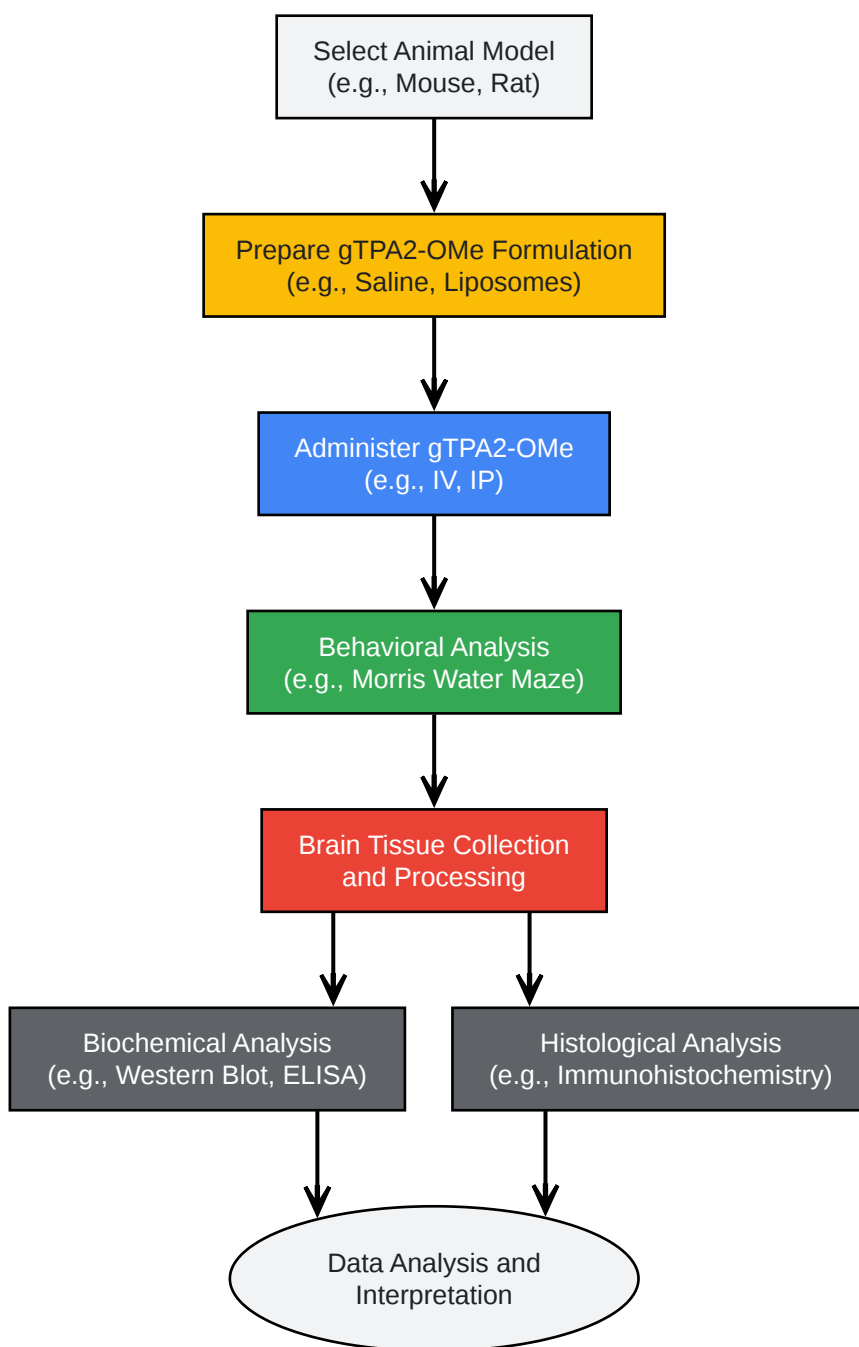 Select Animal Model
(e.g., Mouse, Rat)
Prepare gTPA2-OMe Formulation
(e.g., Saline, Liposomes)
Administer gTPA2-OMe
(e.g., IV, IP)
Behavioral Analysis
(e.g., Morris Water Maze)
Brain Tissue Collection
and Processing
Biochemical Analysis
(e.g., Western Blot, ELISA)
Histological Analysis
(e.g., Immunohistochemistry)
Data Analysis and
Interpretation